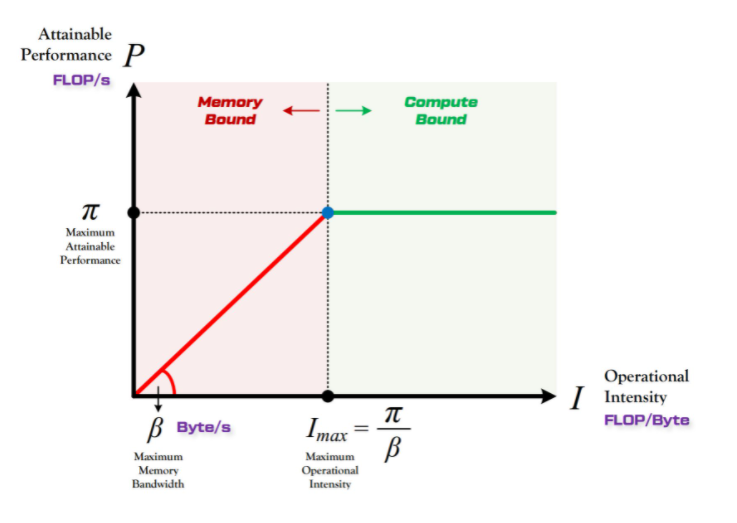 Attainable
Performance P
FLOP/s
Memory
Bound
Compute
Bound
π
Maximum
Attainable
Performance
I
Operational
Intensity
FLOP/Byte
β Byte/s
Maximum
Memory
Bandwidth
Imax = π/β
Maximum
Operational
Intensity